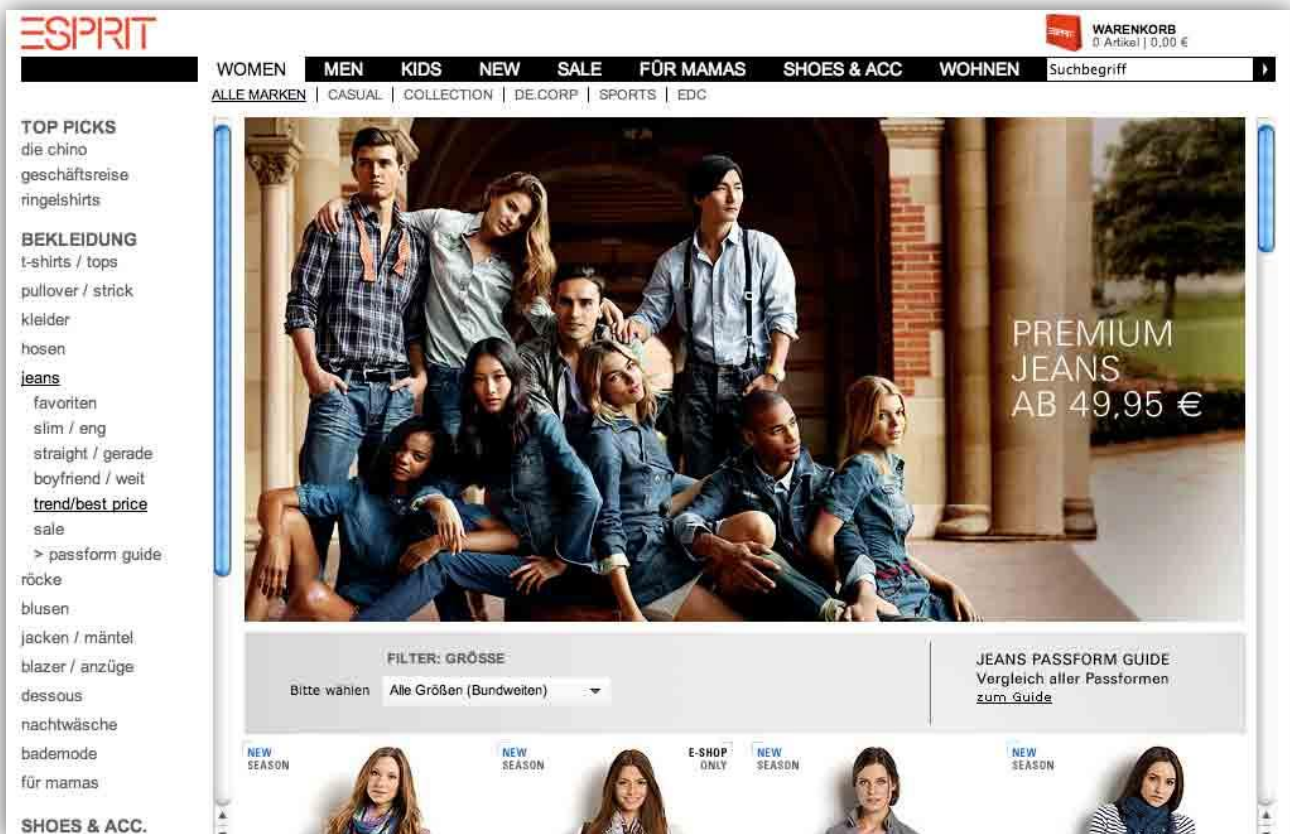 ESPRIT
WARENKORB
0 Artikel | 0,00 €
WOMEN MEN KIDS NEW SALE FÜR MAMAS SHOES & ACC WOHNEN Suchbegriff
ALLE MARKEN | CASUAL | COLLECTION | DE.CORP | SPORTS | EDC
TOP PICKS
die chino
geschäftsreise
ringelshirts
BEKLEIDUNG
t-shirts / tops
pullover / strick
kleider
hosen
jeans
favoriten
slim / eng
straight / gerade
boyfriend / weit
trend/best price
sale
> passform guide
röcke
blusen
jacken / mäntel
blazer / anzüge
dessous
nachtwäsche
bademode
für mamas
SHOES & ACC.
PREMIUM
JEANS
AB 49,95 €
FILTER: GRÖSSE
Bitte wählen Alle Größen (Bundweiten)
JEANS PASSFORM GUIDE
Vergleich aller Passformen
zum Guide
NEW
SEASON
NEW
SEASON
E-SHOP
ONLY
NEW
SEASON
NEW
SEASON